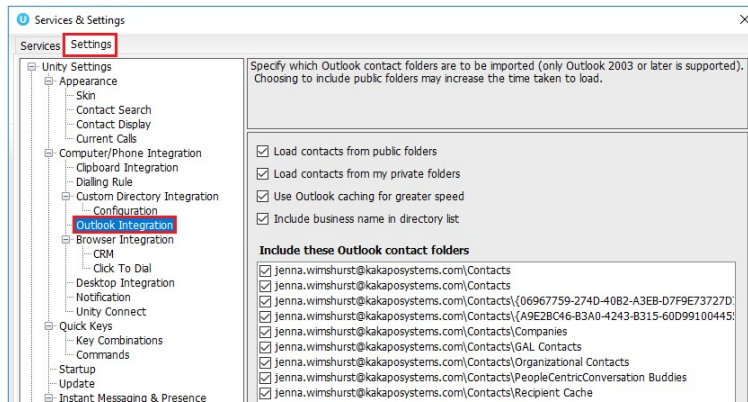 Services & Settings
Services Settings
Unity Settings
Appearance
Skin
Contact Search
Contact Display
Current Calls
Computer/Phone Integration
Clipboard Integration
Dialling Rule
Custom Directory Integration
Configuration
Outlook Integration
Browser Integration
CRM
Click To Dial
Desktop Integration
Notification
Unity Connect
Quick Keys
Key Combinations
Commands
Startup
Update
Instant Messaging & Presence
Specify which Outlook contact folders are to be imported (only Outlook 2003 or later is supported).
Choosing to include public folders may increase the time taken to load.
Load contacts from public folders
Load contacts from my private folders
Use Outlook caching for greater speed
Include business name in directory list
Include these Outlook contact folders
jenna.wimshurst@kakaposystems.com\Contacts
jenna.wimshurst@kakaposystems.com\Contacts
jenna.wimshurst@kakaposystems.com\Contacts\{06967759-274D-40B2-A3EB-D7F9E73727D
jenna.wimshurst@kakaposystems.com\Contacts\{A9E2BC46-B3A0-4243-B315-60D991004455
jenna.wimshurst@kakaposystems.com\Contacts\Companies
jenna.wimshurst@kakaposystems.com\Contacts\GAL Contacts
jenna.wimshurst@kakaposystems.com\Contacts\Organizational Contacts
jenna.wimshurst@kakaposystems.com\Contacts\PeopleCentricConversation Buddies
jenna.wimshurst@kakaposystems.com\Contacts\Recipient Cache